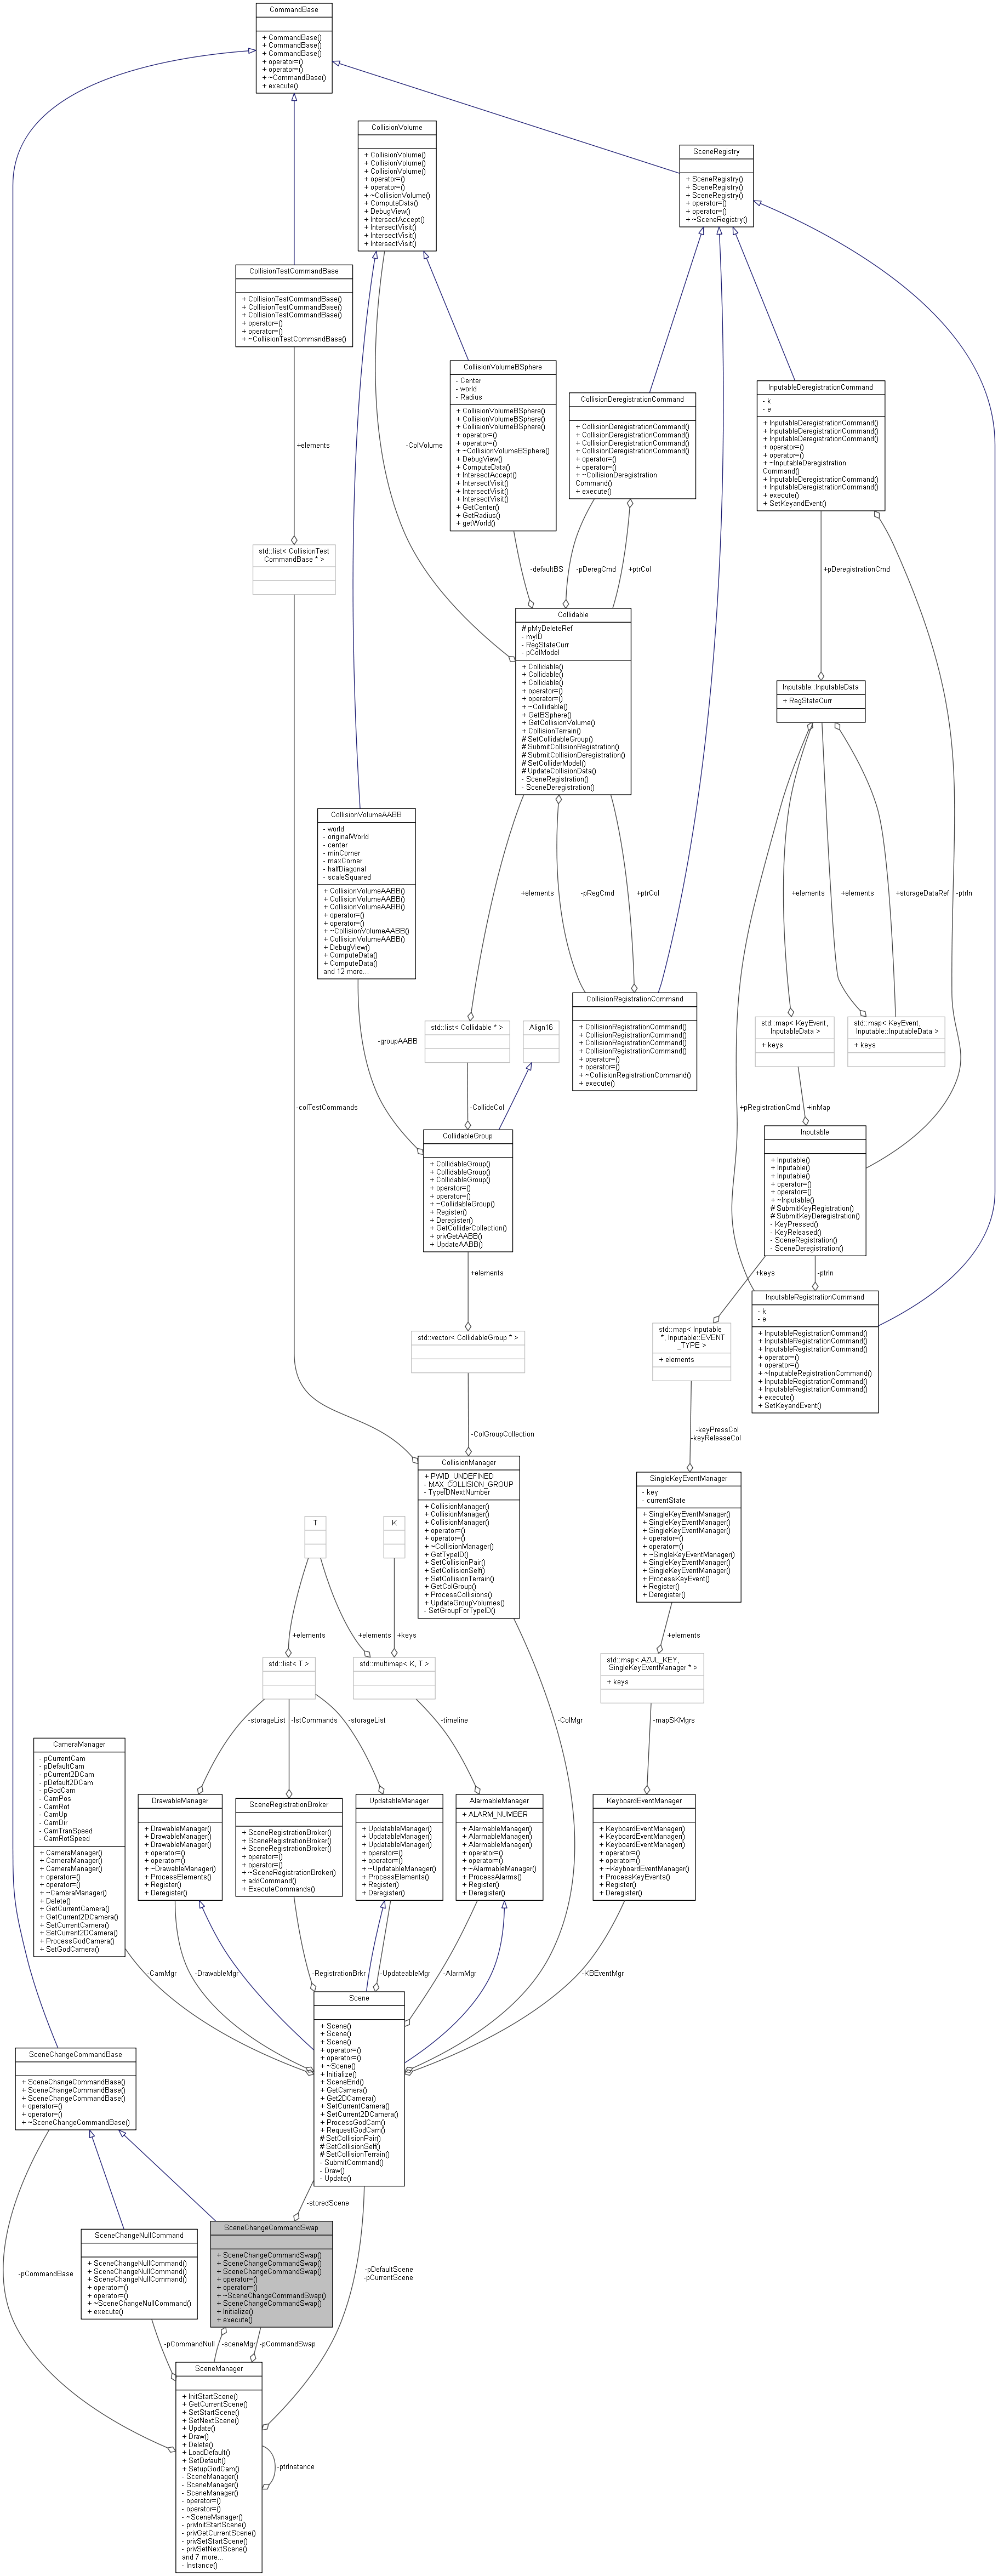 CommandBase
+ CommandBase()
+ CommandBase()
+ CommandBase()
+ operator=()
+ operator=()
+ ~CommandBase()
+ execute()
CollisionVolume
+ CollisionVolume()
+ CollisionVolume()
+ CollisionVolume()
+ operator=()
+ operator=()
+ ~CollisionVolume()
+ ComputeData()
+ DebugView()
+ IntersectAccept()
+ IntersectVisit()
+ IntersectVisit()
+ IntersectVisit()
SceneRegistry
+ SceneRegistry()
+ SceneRegistry()
+ SceneRegistry()
+ operator=()
+ operator=()
+ ~SceneRegistry()
CollisionTestCommandBase
+ CollisionTestCommandBase()
+ CollisionTestCommandBase()
+ CollisionTestCommandBase()
+ operator=()
+ operator=()
+ ~CollisionTestCommandBase()
CollisionVolumeBSphere
- Center
- world
- Radius
+ CollisionVolumeBSphere()
+ CollisionVolumeBSphere()
+ CollisionVolumeBSphere()
+ operator=()
+ operator=()
+ ~CollisionVolumeBSphere()
+ DebugView()
+ ComputeData()
+ IntersectAccept()
+ IntersectVisit()
+ IntersectVisit()
+ IntersectVisit()
+ GetCenter()
+ GetRadius()
+ getWorld()
CollisionDeregistrationCommand
+ CollisionDeregistrationCommand()
+ CollisionDeregistrationCommand()
+ CollisionDeregistrationCommand()
+ CollisionDeregistrationCommand()
+ operator=()
+ operator=()
+ ~CollisionDeregistration
Command()
+ execute()
InputableDeregistrationCommand
- k
- e
+ InputableDeregistrationCommand()
+ InputableDeregistrationCommand()
+ InputableDeregistrationCommand()
+ operator=()
+ operator=()
+ ~InputableDeregistration
Command()
+ InputableDeregistrationCommand()
+ InputableDeregistrationCommand()
+ execute()
+ SetKeyandEvent()
+elements
-ColVolume
std::list< CollisionTest
CommandBase * >
-defaultBS
-pDeregCmd
+ptrCol
+pDeregistrationCmd
Collidable
# pMyDeleteRef
- myID
- RegStateCurr
- pColModel
+ Collidable()
+ Collidable()
+ Collidable()
+ operator=()
+ operator=()
+ ~Collidable()
+ GetBSphere()
+ GetCollisionVolume()
+ CollisionTerrain()
# SetCollidableGroup()
# SubmitCollisionRegistration()
# SubmitCollisionDeregistration()
# SetColliderModel()
# UpdateCollisionData()
- SceneRegistration()
- SceneDeregistration()
Inputable::InputableData
+ RegStateCurr
CollisionVolumeAABB
- world
- originalWorld
- center
- minCorner
- maxCorner
- halfDiagonal
- scaleSquared
+ CollisionVolumeAABB()
+ CollisionVolumeAABB()
+ CollisionVolumeAABB()
+ operator=()
+ operator=()
+ ~CollisionVolumeAABB()
+ CollisionVolumeAABB()
+ DebugView()
+ ComputeData()
+ ComputeData()
and 12 more...
+elements
-pRegCmd
+ptrCol
+elements
+elements
+storageDataRef
-ptrIn
CollisionRegistrationCommand
+ CollisionRegistrationCommand()
+ CollisionRegistrationCommand()
+ CollisionRegistrationCommand()
+ CollisionRegistrationCommand()
+ operator=()
+ operator=()
+ ~CollisionRegistrationCommand()
+ execute()
std::list< Collidable * >
Align16
std::map< KeyEvent,
InputableData >
+ keys
std::map< KeyEvent,
Inputable::InputableData >
+ keys
-groupAABB
-colTestCommands
-CollideCol
+pRegistrationCmd
+inMap
CollidableGroup
+ CollidableGroup()
+ CollidableGroup()
+ CollidableGroup()
+ operator=()
+ operator=()
+ ~CollidableGroup()
+ Register()
+ Deregister()
+ GetColliderCollection()
+ privGetAABB()
+ UpdateAABB()
Inputable
+ Inputable()
+ Inputable()
+ Inputable()
+ operator=()
+ operator=()
+ ~Inputable()
# SubmitKeyRegistration()
# SubmitKeyDeregistration()
- KeyPressed()
- KeyReleased()
- SceneRegistration()
- SceneDeregistration()
+elements
+keys
-ptrIn
InputableRegistrationCommand
- k
- e
+ InputableRegistrationCommand()
+ InputableRegistrationCommand()
+ InputableRegistrationCommand()
+ operator=()
+ operator=()
+ ~InputableRegistrationCommand()
+ InputableRegistrationCommand()
+ InputableRegistrationCommand()
+ execute()
+ SetKeyandEvent()
std::vector< CollidableGroup * >
std::map< Inputable
*, Inputable::EVENT
_TYPE >
+ elements
-ColGroupCollection
-keyPressCol
-keyReleaseCol
CollisionManager
+ PWID_UNDEFINED
- MAX_COLLISION_GROUP
- TypeIDNextNumber
+ CollisionManager()
+ CollisionManager()
+ CollisionManager()
+ operator=()
+ operator=()
+ ~CollisionManager()
+ GetTypeID()
+ SetCollisionPair()
+ SetCollisionSelf()
+ SetCollisionTerrain()
+ GetColGroup()
+ ProcessCollisions()
+ UpdateGroupVolumes()
- SetGroupForTypeID()
SingleKeyEventManager
- key
- currentState
+ SingleKeyEventManager()
+ SingleKeyEventManager()
+ SingleKeyEventManager()
+ operator=()
+ operator=()
+ ~SingleKeyEventManager()
+ SingleKeyEventManager()
+ SingleKeyEventManager()
+ ProcessKeyEvent()
+ Register()
+ Deregister()
T
K
+elements
+elements
+keys
+elements
std::list< T >
std::multimap< K, T >
std::map< AZUL_KEY,
SingleKeyEventManager * >
+ keys
-storageList
-lstCommands
-storageList
-timeline
-ColMgr
-mapSKMgrs
CameraManager
- pCurrentCam
- pDefaultCam
- pCurrent2DCam
- pDefault2DCam
- pGodCam
- CamPos
- CamRot
- CamUp
- CamDir
- CamTranSpeed
- CamRotSpeed
+ CameraManager()
+ CameraManager()
+ CameraManager()
+ operator=()
+ operator=()
+ ~CameraManager()
+ Delete()
+ GetCurrentCamera()
+ GetCurrent2DCamera()
+ SetCurrentCamera()
+ SetCurrent2DCamera()
+ ProcessGodCamera()
+ SetGodCamera()
DrawableManager
+ DrawableManager()
+ DrawableManager()
+ DrawableManager()
+ operator=()
+ operator=()
+ ~DrawableManager()
+ ProcessElements()
+ Register()
+ Deregister()
SceneRegistrationBroker
+ SceneRegistrationBroker()
+ SceneRegistrationBroker()
+ SceneRegistrationBroker()
+ operator=()
+ operator=()
+ ~SceneRegistrationBroker()
+ addCommand()
+ ExecuteCommands()
UpdatableManager
+ UpdatableManager()
+ UpdatableManager()
+ UpdatableManager()
+ operator=()
+ operator=()
+ ~UpdatableManager()
+ ProcessElements()
+ Register()
+ Deregister()
AlarmableManager
+ ALARM_NUMBER
+ AlarmableManager()
+ AlarmableManager()
+ AlarmableManager()
+ operator=()
+ operator=()
+ ~AlarmableManager()
+ ProcessAlarms()
+ Register()
+ Deregister()
KeyboardEventManager
+ KeyboardEventManager()
+ KeyboardEventManager()
+ KeyboardEventManager()
+ operator=()
+ operator=()
+ ~KeyboardEventManager()
+ ProcessKeyEvents()
+ Register()
+ Deregister()
-CamMgr
-DrawableMgr
-RegistrationBrkr
-UpdateableMgr
-AlarmMgr
-KBEventMgr
Scene
+ Scene()
+ Scene()
+ Scene()
+ operator=()
+ operator=()
+ ~Scene()
+ Initialize()
+ SceneEnd()
+ GetCamera()
+ Get2DCamera()
+ SetCurrentCamera()
+ SetCurrent2DCamera()
+ ProcessGodCam()
+ RequestGodCam()
# SetCollisionPair()
# SetCollisionSelf()
# SetCollisionTerrain()
- SubmitCommand()
- Draw()
- Update()
SceneChangeCommandBase
+ SceneChangeCommandBase()
+ SceneChangeCommandBase()
+ SceneChangeCommandBase()
+ operator=()
+ operator=()
+ ~SceneChangeCommandBase()
-storedScene
SceneChangeNullCommand
+ SceneChangeNullCommand()
+ SceneChangeNullCommand()
+ SceneChangeNullCommand()
+ operator=()
+ operator=()
+ ~SceneChangeNullCommand()
+ execute()
SceneChangeCommandSwap
+ SceneChangeCommandSwap()
+ SceneChangeCommandSwap()
+ SceneChangeCommandSwap()
+ operator=()
+ operator=()
+ ~SceneChangeCommandSwap()
+ SceneChangeCommandSwap()
+ Initialize()
+ execute()
-pCommandBase
-pDefaultScene
-pCurrentScene
-pCommandNull
-sceneMgr
-pCommandSwap
SceneManager
+ InitStartScene()
+ GetCurrentScene()
+ SetStartScene()
+ SetNextScene()
+ Update()
+ Draw()
+ Delete()
+ LoadDefault()
+ SetDefault()
+ SetupGodCam()
- SceneManager()
- SceneManager()
- SceneManager()
- operator=()
- operator=()
- ~SceneManager()
- privInitStartScene()
- privGetCurrentScene()
- privSetStartScene()
- privSetNextScene()
and 7 more...
- Instance()
-ptrInstance